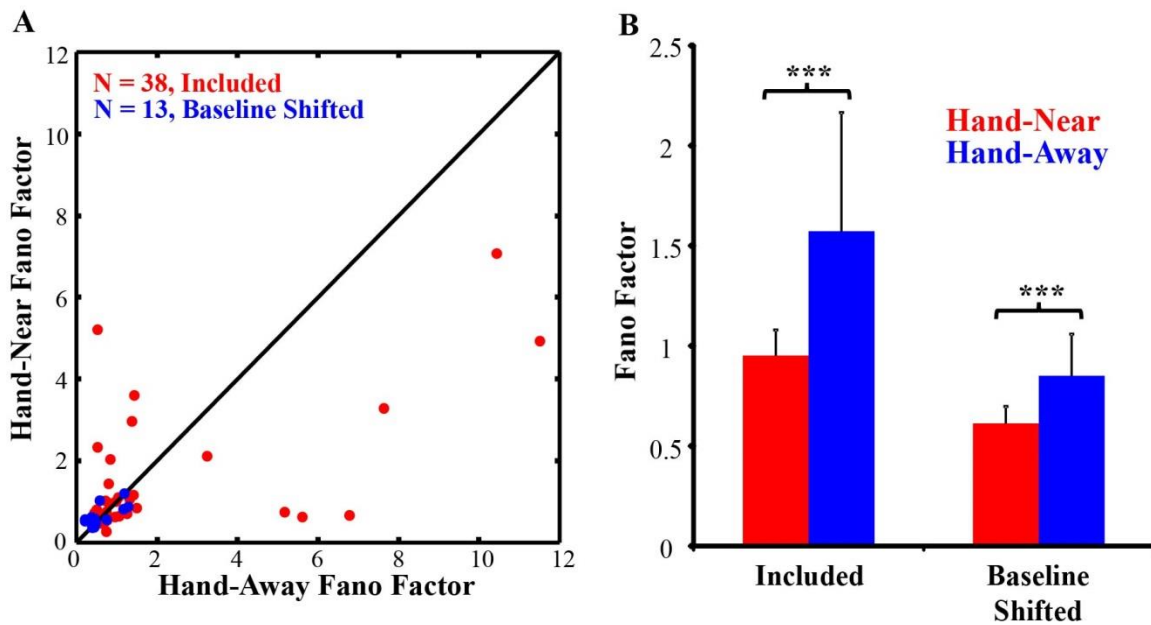 A
N = 38, Included
N = 13, Baseline Shifted
Hand-Near Fano Factor
12
10
8
6
4
2
0
0 2 4 6 8 10 12
Hand-Away Fano Factor
B
Hand-Near
Hand-Away
***
***
Fano Factor
2.5
2
1.5
1
0.5
0
Included
Baseline
Shifted